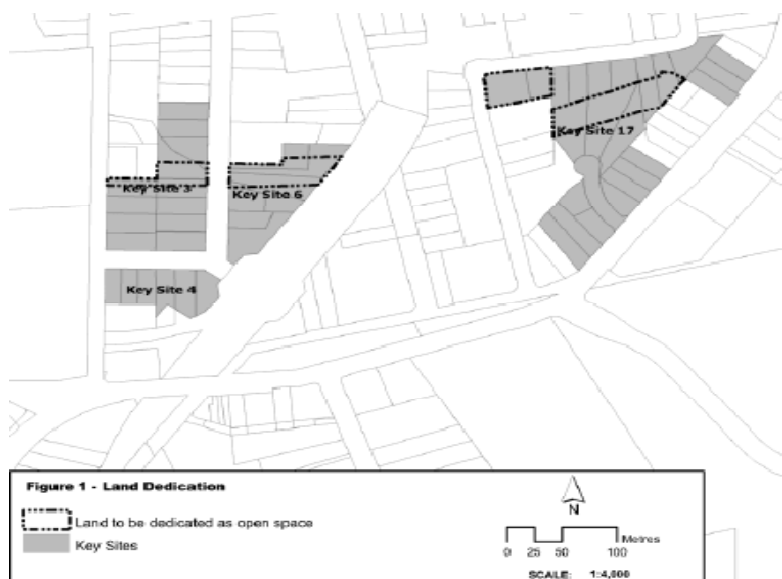 Key Site 17
Key Site 3
Key Site 6
Key Site 4
Figure 1 - Land Dedication
Land to be dedicated as open space
Key Sites
N
0 25 50 100 Metres
SCALE: 1:4,000